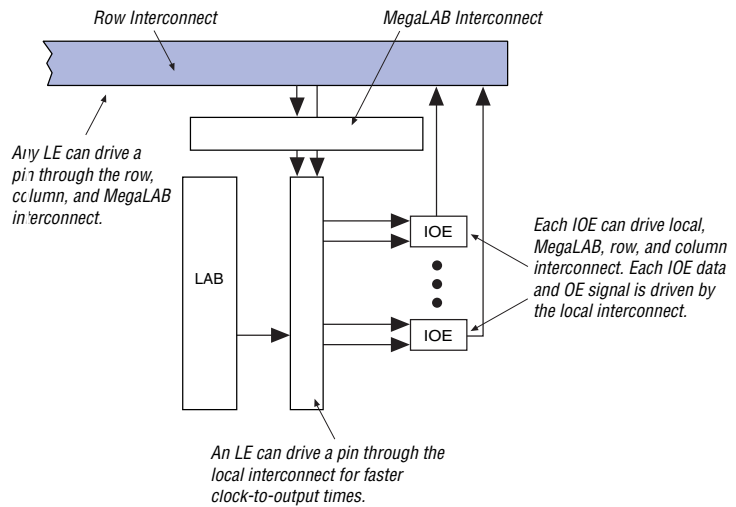 Row Interconnect
MegaLAB Interconnect
Any LE can drive a
pin through the row,
column, and MegaLAB
interconnect.
LAB
IOE
IOE
Each IOE can drive local,
MegaLAB, row, and column
interconnect. Each IOE data
and OE signal is driven by
the local interconnect.
An LE can drive a pin through the
local interconnect for faster
clock-to-output times.